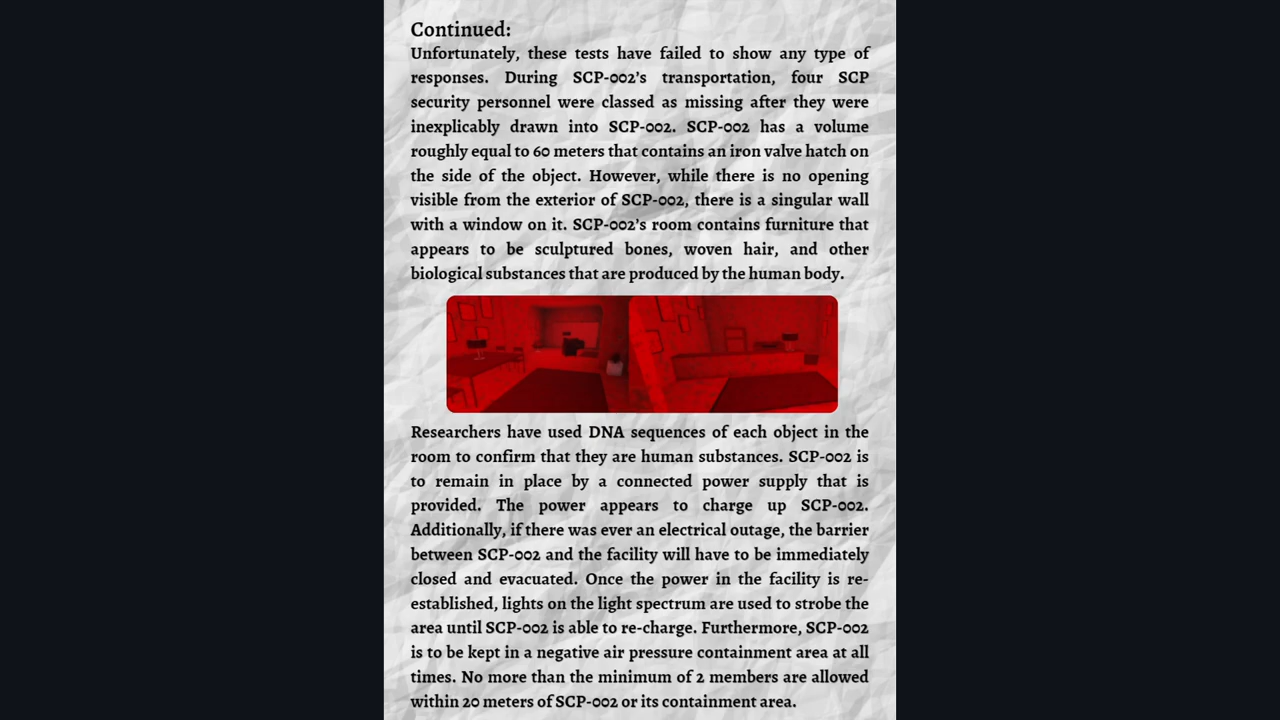 Continued:
Unfortunately, these tests have failed to show any type of
responses. During SCP-002's transportation, four SCP
security personnel were classed as missing after they were
inexplicably drawn into SCP-002. SCP-002 has a volume
roughly equal to 60 meters that contains an iron valve hatch on
the side of the object. However, while there is no opening
visible from the exterior of SCP-002, there is a singular wall
with a window on it. SCP-002's room contains furniture that
appears to be sculptured bones, woven hair, and other
biological substances that are produced by the human body.
Researchers have used DNA sequences of each object in the
room to confirm that they are human substances. SCP-002 is
to remain in place by a connected power supply that is
provided. The power appears to charge up SCP-002.
Additionally, if there was ever an electrical outage, the barrier
between SCP-002 and the facility will have to be immediately
closed and evacuated. Once the power in the facility is re-
established, lights on the light spectrum are used to strobe the
area until SCP-002 is able to re-charge. Furthermore, SCP-002
is to be kept in a negative air pressure containment area at all
times. No more than the minimum of 2 members are allowed
within 20 meters of SCP-002 or its containment area.